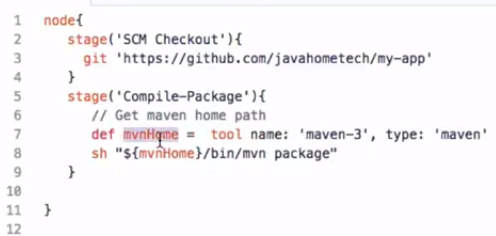 1 node{
2 stage('SCM Checkout'){
3 git 'https://github.com/javahometech/my-app'
4 }
5 stage('Compile-Package'){
6 // Get maven home path
7 def mvnHome = tool name: 'maven-3', type: 'maven'
8 sh "${mvnHome}/bin/mvn package"
9 }
10
11 }
12